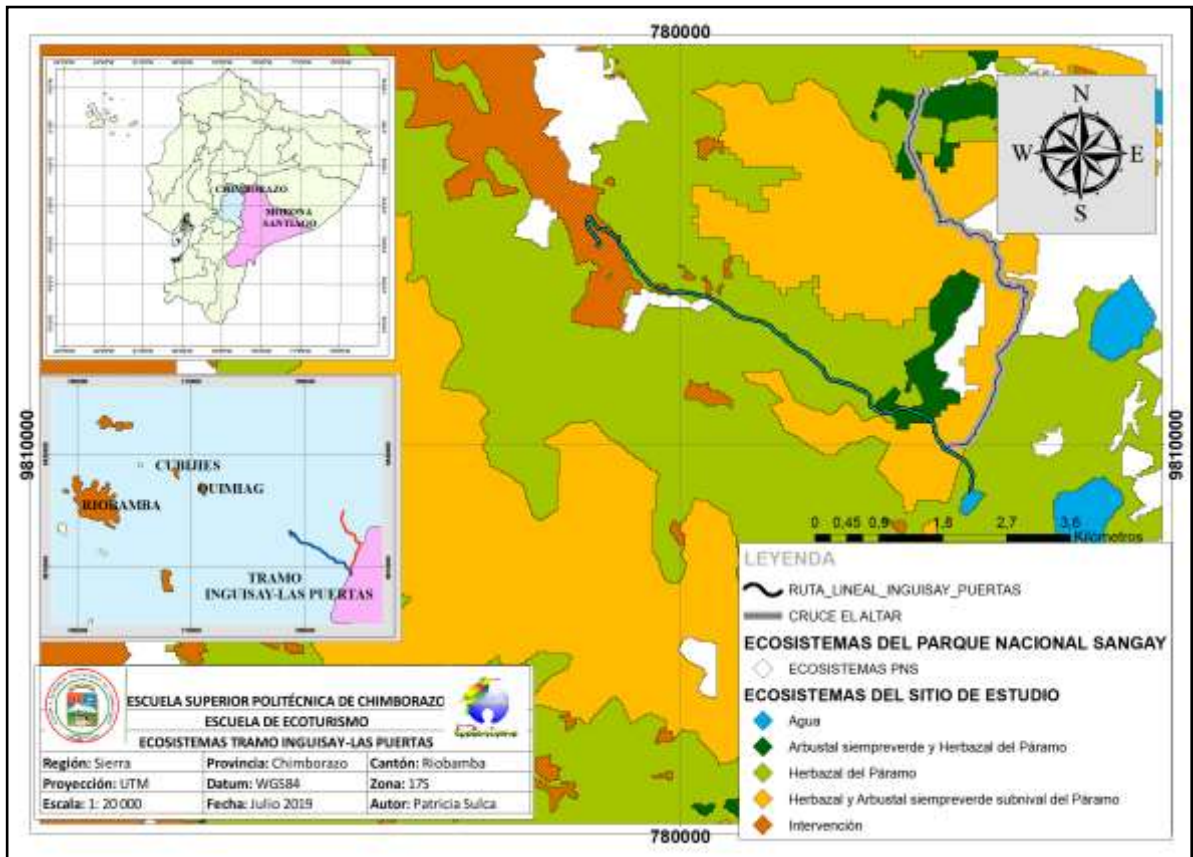 780000
9810000
9810000
780000
CHIMBORAZO
MORONA
SANTIAGO
CUBIJIES
QUIMIAG
RIOBAMBA
TRAMO
INGUISAY-LAS PUERTAS
N
W E
S
0 0.45 0.9 1.8 2.7 3.6
Kilometros
LEYENDA
RUTA_LINEAL_INGUISAY_PUERTAS
CRUCE EL ALTAR
ECOSISTEMAS DEL PARQUE NACIONAL SANGAY
ECOSISTEMAS PNS
ECOSISTEMAS DEL SITIO DE ESTUDIO
Agua
Arbustal siempreverde y Herbazal del Páramo
Herbazal del Páramo
Herbazal y Arbustal siempreverde subnival del Páramo
Intervención
ESCUELA SUPERIOR POLITÉCNICA DE CHIMBORAZO
ESCUELA DE ECOTURISMO
ECOSISTEMAS TRAMO INGUISAY-LAS PUERTAS
Región: Sierra Provincia: Chimborazo Cantón: Riobamba
Proyección: UTM Datum: WGS84 Zona: 17S
Escala: 1: 20 000 Fecha: Julio 2019 Autor: Patricia Sulca